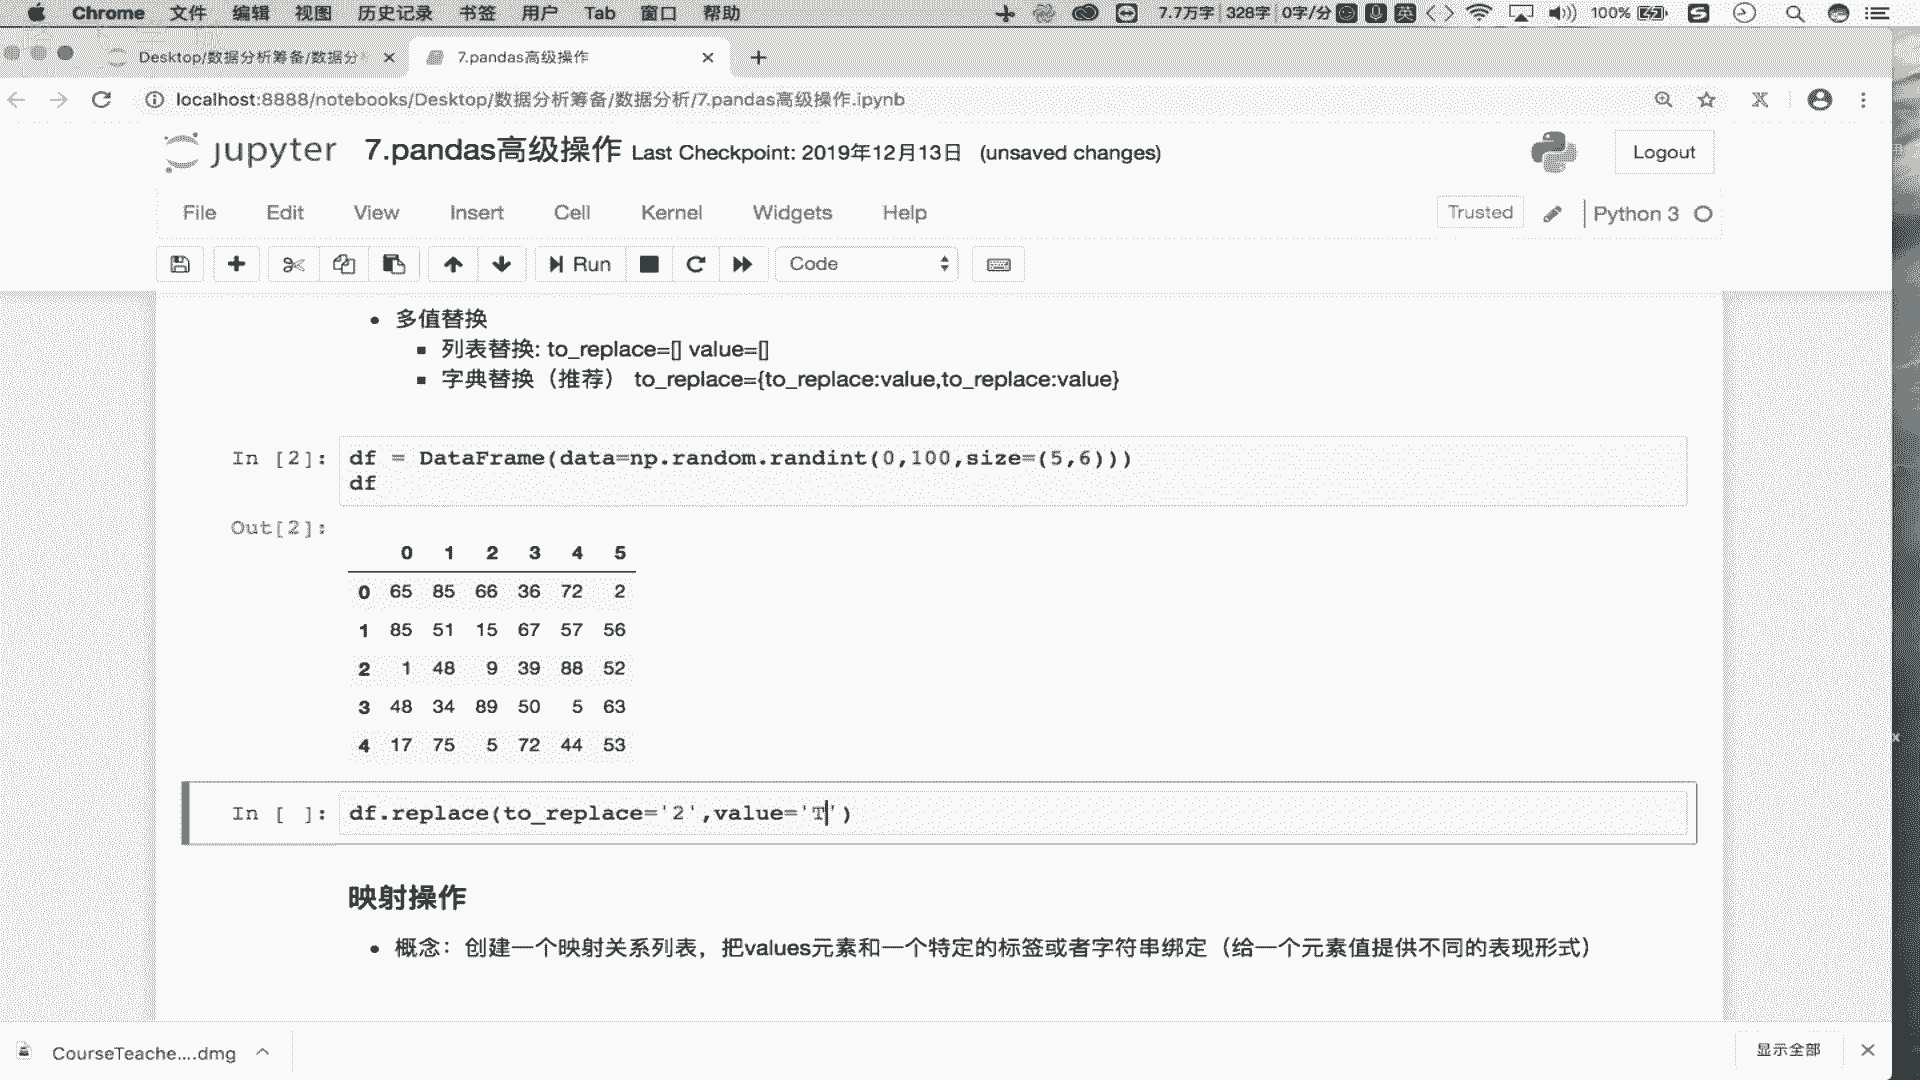 Chrome 文件 编辑 视图 历史记录 书签 用户 Tab 窗口 帮助 7.7万字 328字 0字/分 英 100%
Desktop/数据分析筹备/数据分 7.pandas高级操作
localhost:8888/notebooks/Desktop/数据分析筹备/数据分析/7.pandas高级操作.ipynb
jupyter 7.pandas高级操作 Last Checkpoint: 2019年12月13日 (unsaved changes) Logout
File Edit View Insert Cell Kernel Widgets Help Trusted Python 3
Run Code
多值替换
列表替换: to_replace=[] value=[]
字典替换（推荐） to_replace={to_replace:value,to_replace:value}
In [2]: df = DataFrame(data=np.random.randint(0,100,size=(5,6)))
df
Out[2]:
0 1 2 3 4 5
0 65 85 66 36 72 2
1 85 51 15 67 57 56
2 1 48 9 39 88 52
3 48 34 89 50 5 63
4 17 75 5 72 44 53
In [ ]: df.replace(to_replace='2',value='T')
映射操作
概念：创建一个映射关系列表，把values元素和一个特定的标签或者字符串绑定（给一个元素值提供不同的表现形式）
CourseTeache....dmg 显示全部